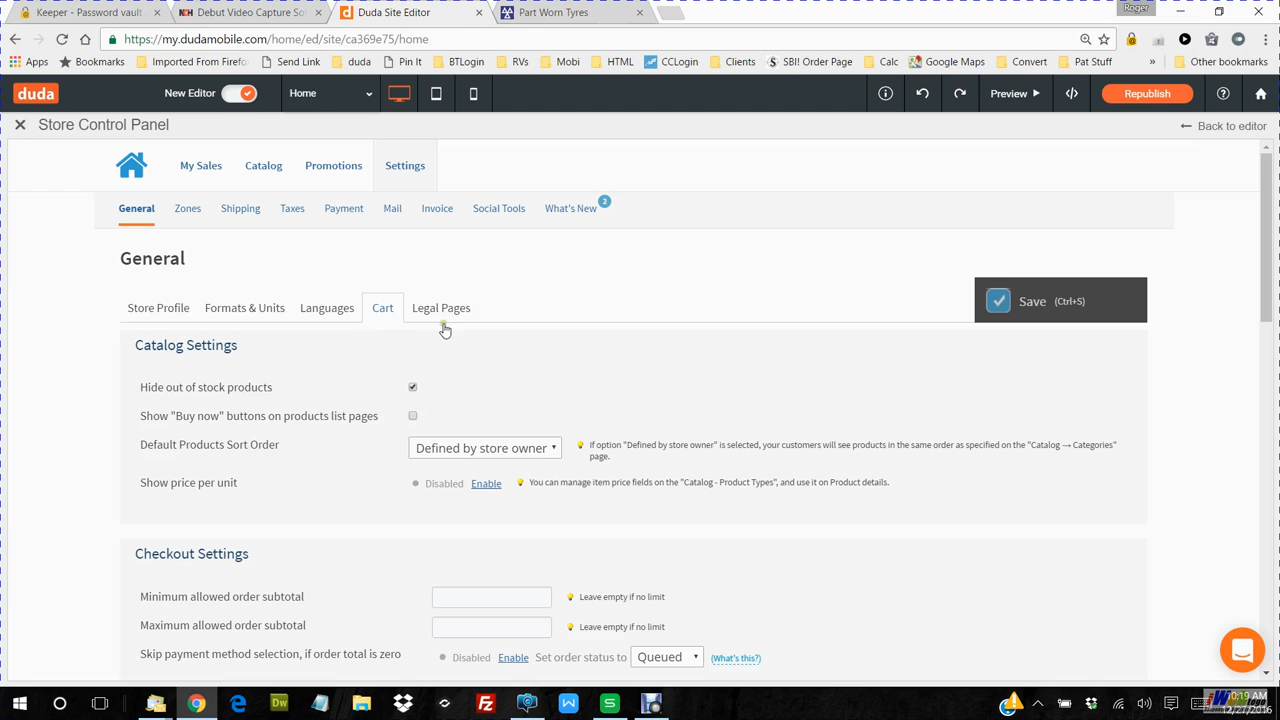 Keeper - Password vault
NCH Debut Video Capture So
Duda Site Editor
Part Worn Tyres
Roger
https://my.dudamobile.com/home/ed/site/ca369e75/home
Apps
Bookmarks
Imported From Firefo
Send Link
duda
Pin It
BTLogin
RVs
Mobi
HTML
CCLogin
Clients
SBI! Order Page
Calc
Google Maps
Convert
Pat Stuff
Other bookmarks
duda
New Editor
Home
Preview
Republish
Store Control Panel
Back to editor
My Sales
Catalog
Promotions
Settings
General
Zones
Shipping
Taxes
Payment
Mail
Invoice
Social Tools
What's New
2
General
Store Profile
Formats & Units
Languages
Cart
Legal Pages
Save (Ctrl+S)
Catalog Settings
Hide out of stock products
Show "Buy now" buttons on products list pages
Default Products Sort Order
Defined by store owner
If option "Defined by store owner" is selected, your customers will see products in the same order as specified on the "Catalog → Categories"
page.
Show price per unit
Disabled Enable
You can manage item price fields on the "Catalog - Product Types", and use it on Product details.
Checkout Settings
Minimum allowed order subtotal
Leave empty if no limit
Maximum allowed order subtotal
Leave empty if no limit
Skip payment method selection, if order total is zero
Disabled Enable Set order status to Queued (What's this?)
Dw
0:19 AM
12/27/2016